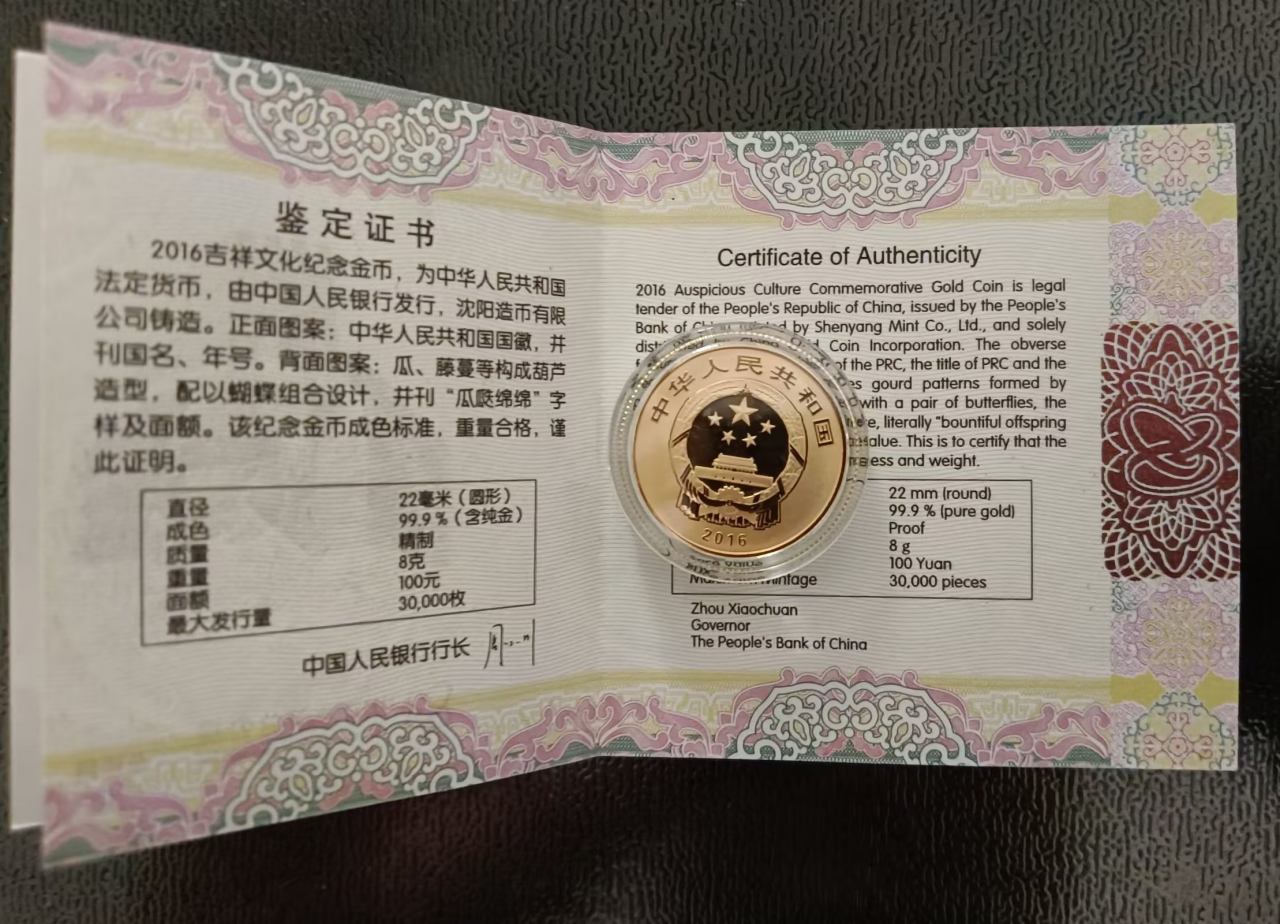 鉴定证书
2016吉祥文化纪念金币，为中华人民共和国
法定货币，由中国人民银行发行，沈阳造币有限
公司铸造。正面图案：中华人民共和国国徽，并
刊国名、年号。背面图案：瓜、藤蔓等构成葫芦
造型，配以蝴蝶组合设计，并刊“瓜瓞绵绵”字
样及面额。该纪念金币成色标准，重量合格，谨
此证明。
直径 22毫米（圆形）
成色 99.9%（含纯金）
质量 精制
重量 8克
面额 100元
最大发行量 30,000枚
中国人民银行行长
Certificate of Authenticity
2016 Auspicious Culture Commemorative Gold Coin is legal
tender of the People's Republic of China, issued by the People's
Bank of by Shenyang Mint Co., Ltd., and solely
Coin Incorporation. The obverse
of the PRC, the title of PRC and the
gourd patterns formed by
with a pair of butterflies, the
literally "bountiful offspring
value. This is to certify that the
and weight.
22 mm (round)
99.9 % (pure gold)
Proof
8 g
100 Yuan
Mintage 30,000 pieces
Zhou Xiaochuan
Governor
The People's Bank of China
中华人民共和国
2016